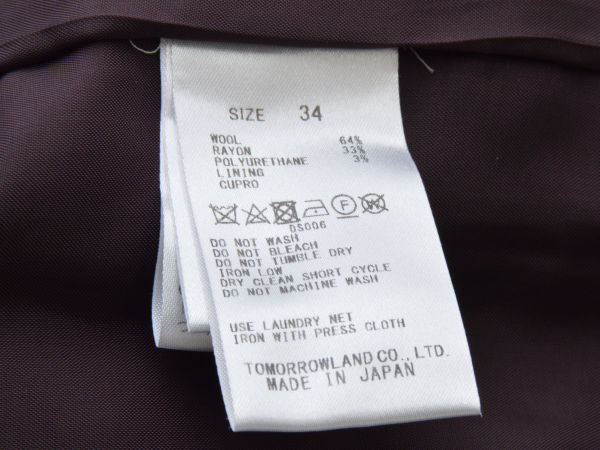 SIZE 34
WOOL 64%
RAYON 33%
POLYURETHANE 3%
LINING
CUPRO
DS006
DO NOT WASH
DO NOT BLEACH
DO NOT TUMBLE DRY
IRON LOW
DRY CLEAN SHORT CYCLE
DO NOT MACHINE WASH
USE LAUNDRY NET
IRON WITH PRESS CLOTH
TOMORROWLAND CO., LTD.
MADE IN JAPAN